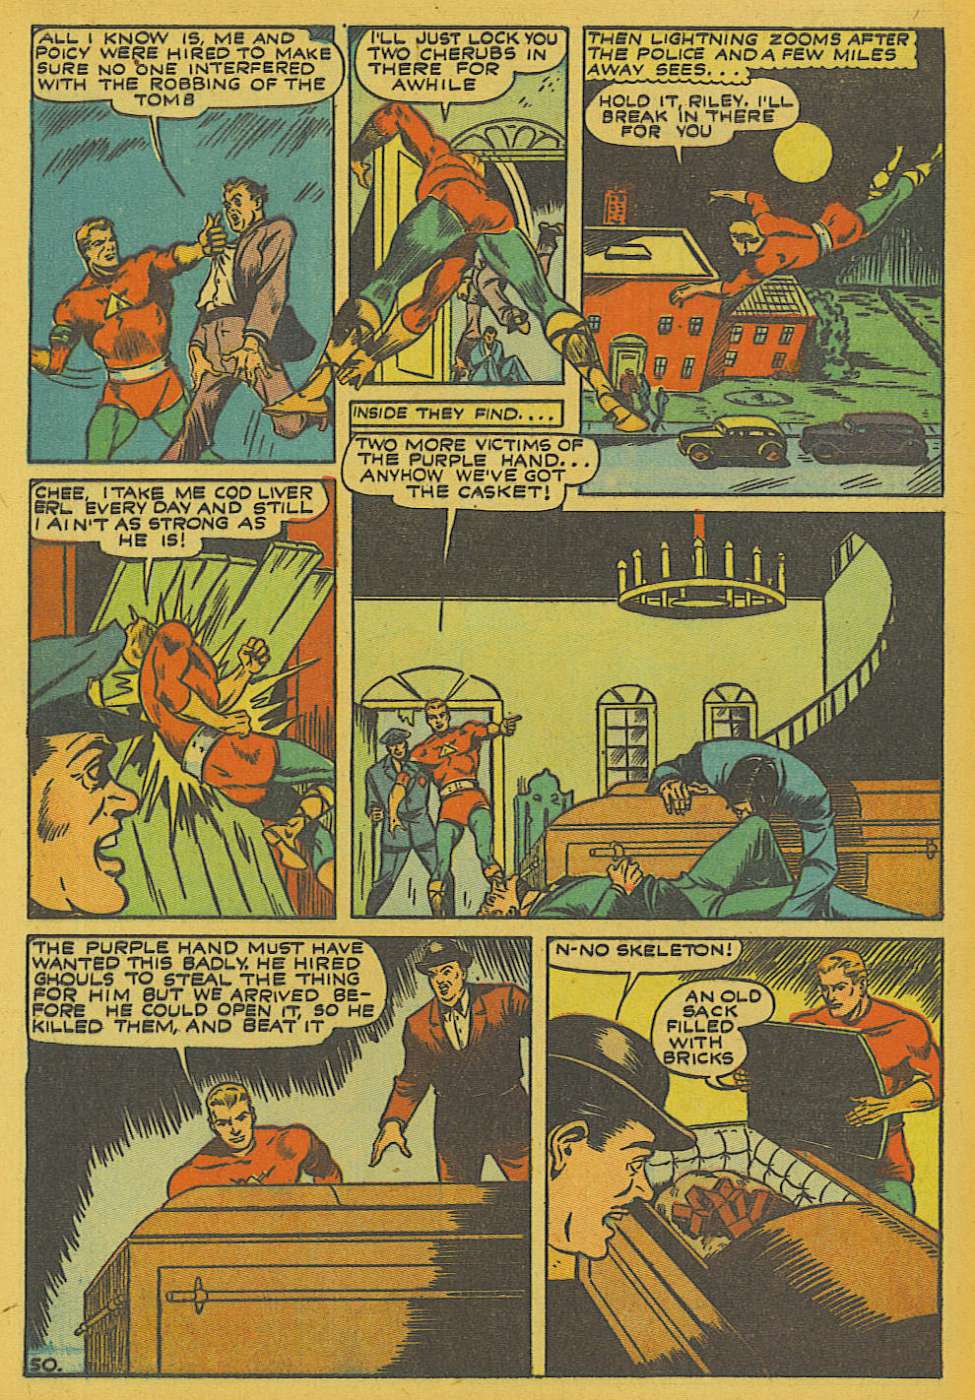 ALL I KNOW IS, ME AND
POICY WERE HIRED TO MAKE
SURE NO ONE INTERFERED
WITH THE ROBBING OF THE
TOMB
I'LL JUST LOCK YOU
TWO CHERUBS IN
THERE FOR
AWHILE
THEN LIGHTNING ZOOMS AFTER
THE POLICE AND A FEW MILES
AWAY SEES...
HOLD IT, RILEY. I'LL
BREAK IN THERE
FOR YOU
CHEE, I TAKE ME COD LIVER
ERL EVERY DAY AND STILL
I AIN'T AS STRONG AS
HE IS!
INSIDE THEY FIND....
TWO MORE VICTIMS OF
THE PURPLE HAND...
ANYHOW WE'VE GOT
THE CASKET!
THE PURPLE HAND MUST HAVE
WANTED THIS BADLY. HE HIRED
GHOULS TO STEAL THE THING
FOR HIM BUT WE ARRIVED BE-
FORE HE COULD OPEN IT, SO HE
KILLED THEM, AND BEAT IT
N-NO SKELETON!
AN OLD
SACK
FILLED
WITH
BRICKS
50.